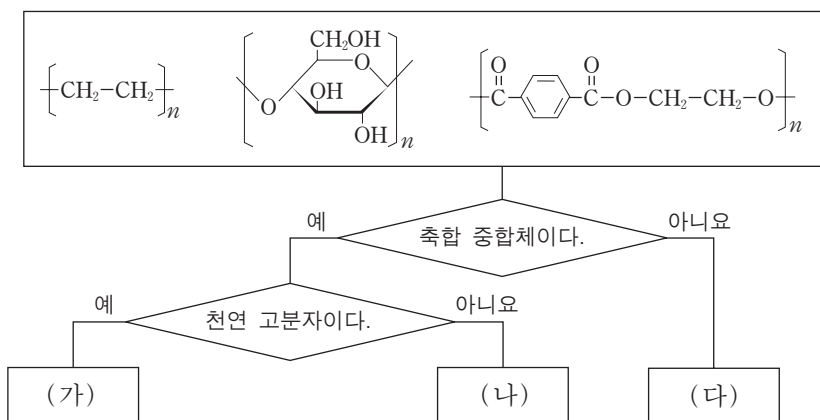 [CH₂-CH₂]n
CH₂OH
O
OH
O
OH
n
O O
C C-O-CH₂-CH₂-O
n
예
축합 중합체이다.
아니요
예
천연 고분자이다.
아니요
(가)
(나)
(다)